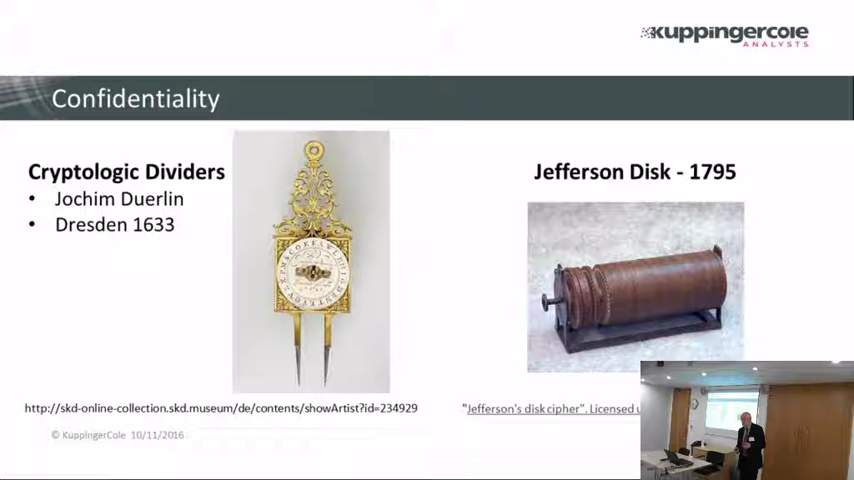 kuppingercole
ANALYSTS
Confidentiality
Cryptologic Dividers
• Jochim Duerlin
• Dresden 1633
Jefferson Disk - 1795
http://skd-online-collection.skd.museum/de/contents/showArtist?id=234929
"Jefferson's disk cipher". Licensed
© KuppingerCole 10/11/2016